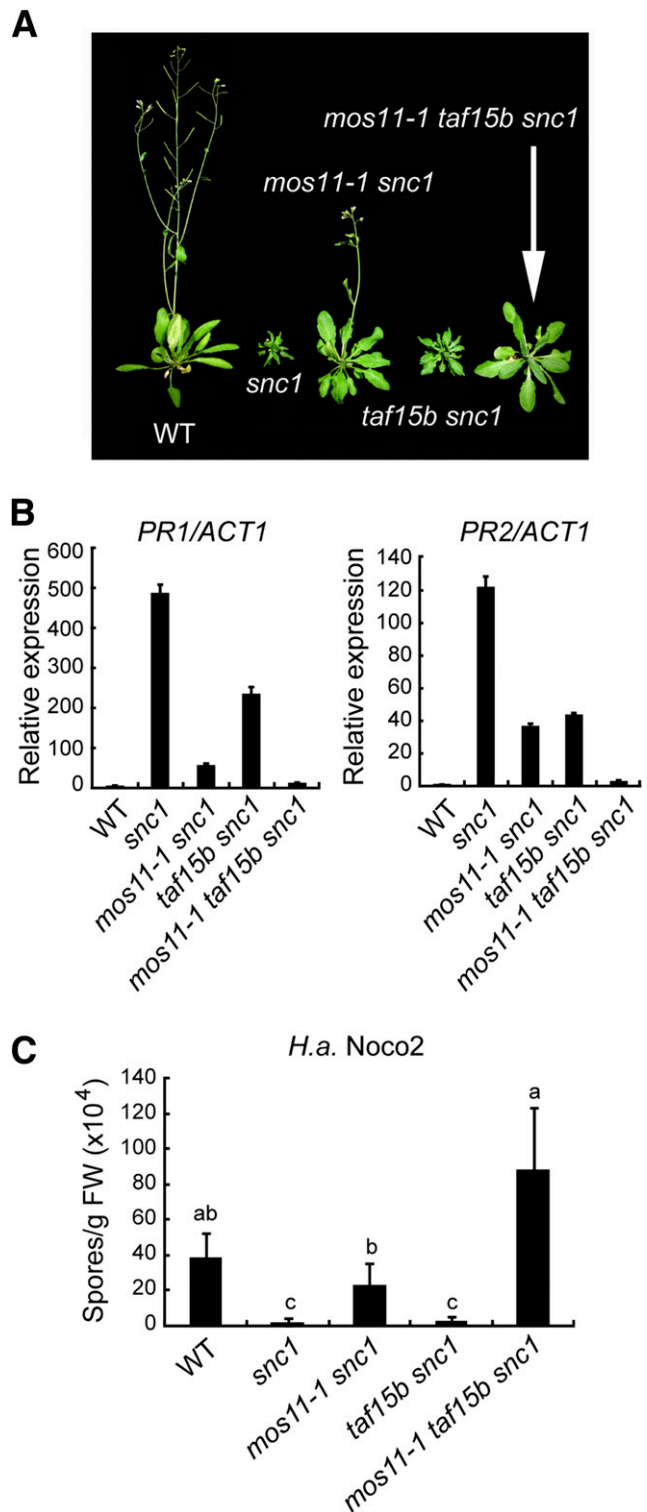 A
mos11-1 taf15b snc1
mos11-1 snc1
snc1
taf15b snc1
WT
B
PR1/ACT1
Relative expression
600
500
400
300
200
100
0
WT
snc1
mos11-1 snc1
taf15b snc1
mos11-1 taf15b snc1
PR2/ACT1
Relative expression
120
100
80
60
40
20
0
WT
snc1
mos11-1 snc1
taf15b snc1
mos11-1 taf15b snc1
C
H.a. Noco2
Spores/g FW (x10⁴)
140
120
100
80
60
40
20
0
ab
c
b
c
a
WT
snc1
mos11-1 snc1
taf15b snc1
mos11-1 taf15b snc1